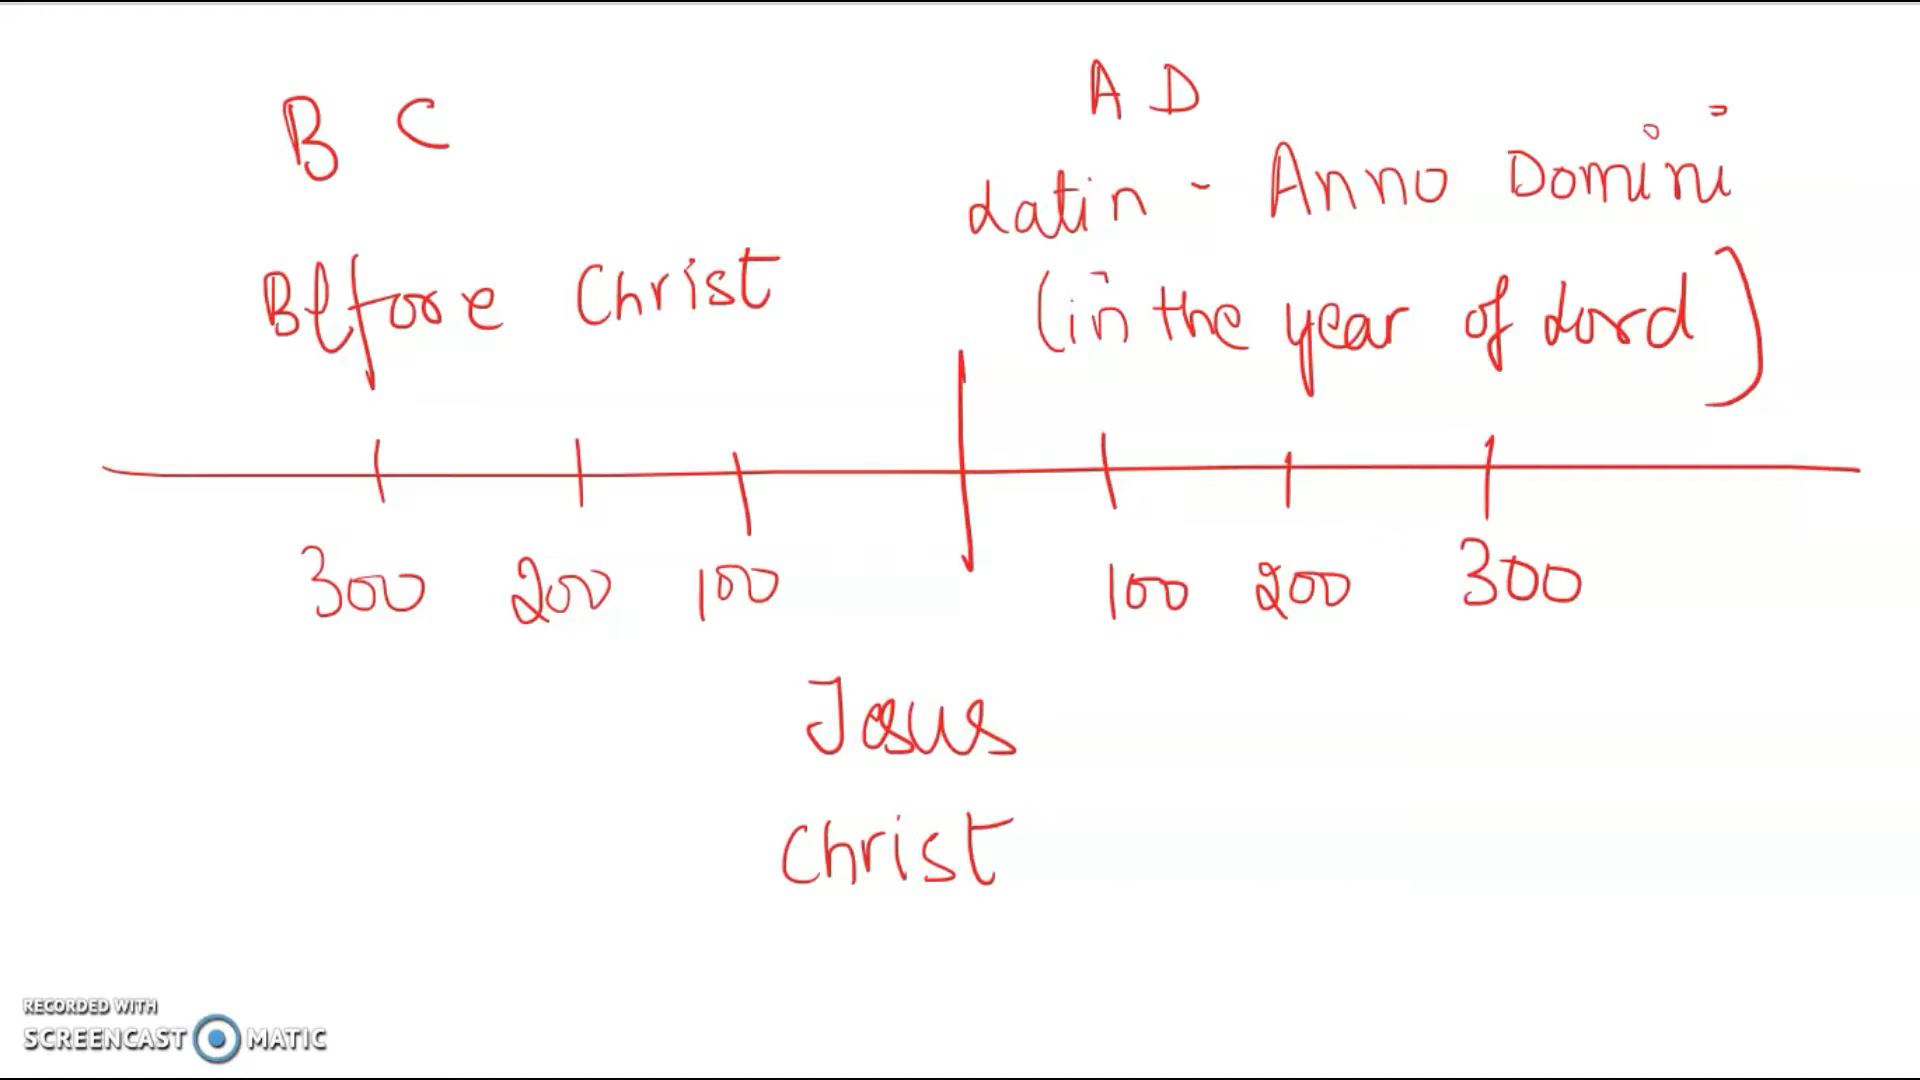 B C
Before Christ
A D
Latin - Anno Domini
(in the year of Lord)
300 200 100 100 200 300
Jesus
Christ
RECORDED WITH
SCREENCAST MATIC